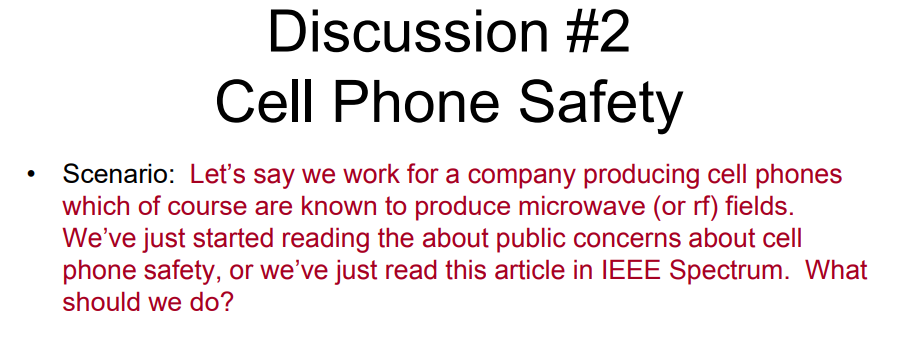 Discussion #2
Cell Phone Safety
• Scenario: Let's say we work for a company producing cell phones
which of course are known to produce microwave (or rf) fields.
We've just started reading the about public concerns about cell
phone safety, or we've just read this article in IEEE Spectrum. What
should we do?